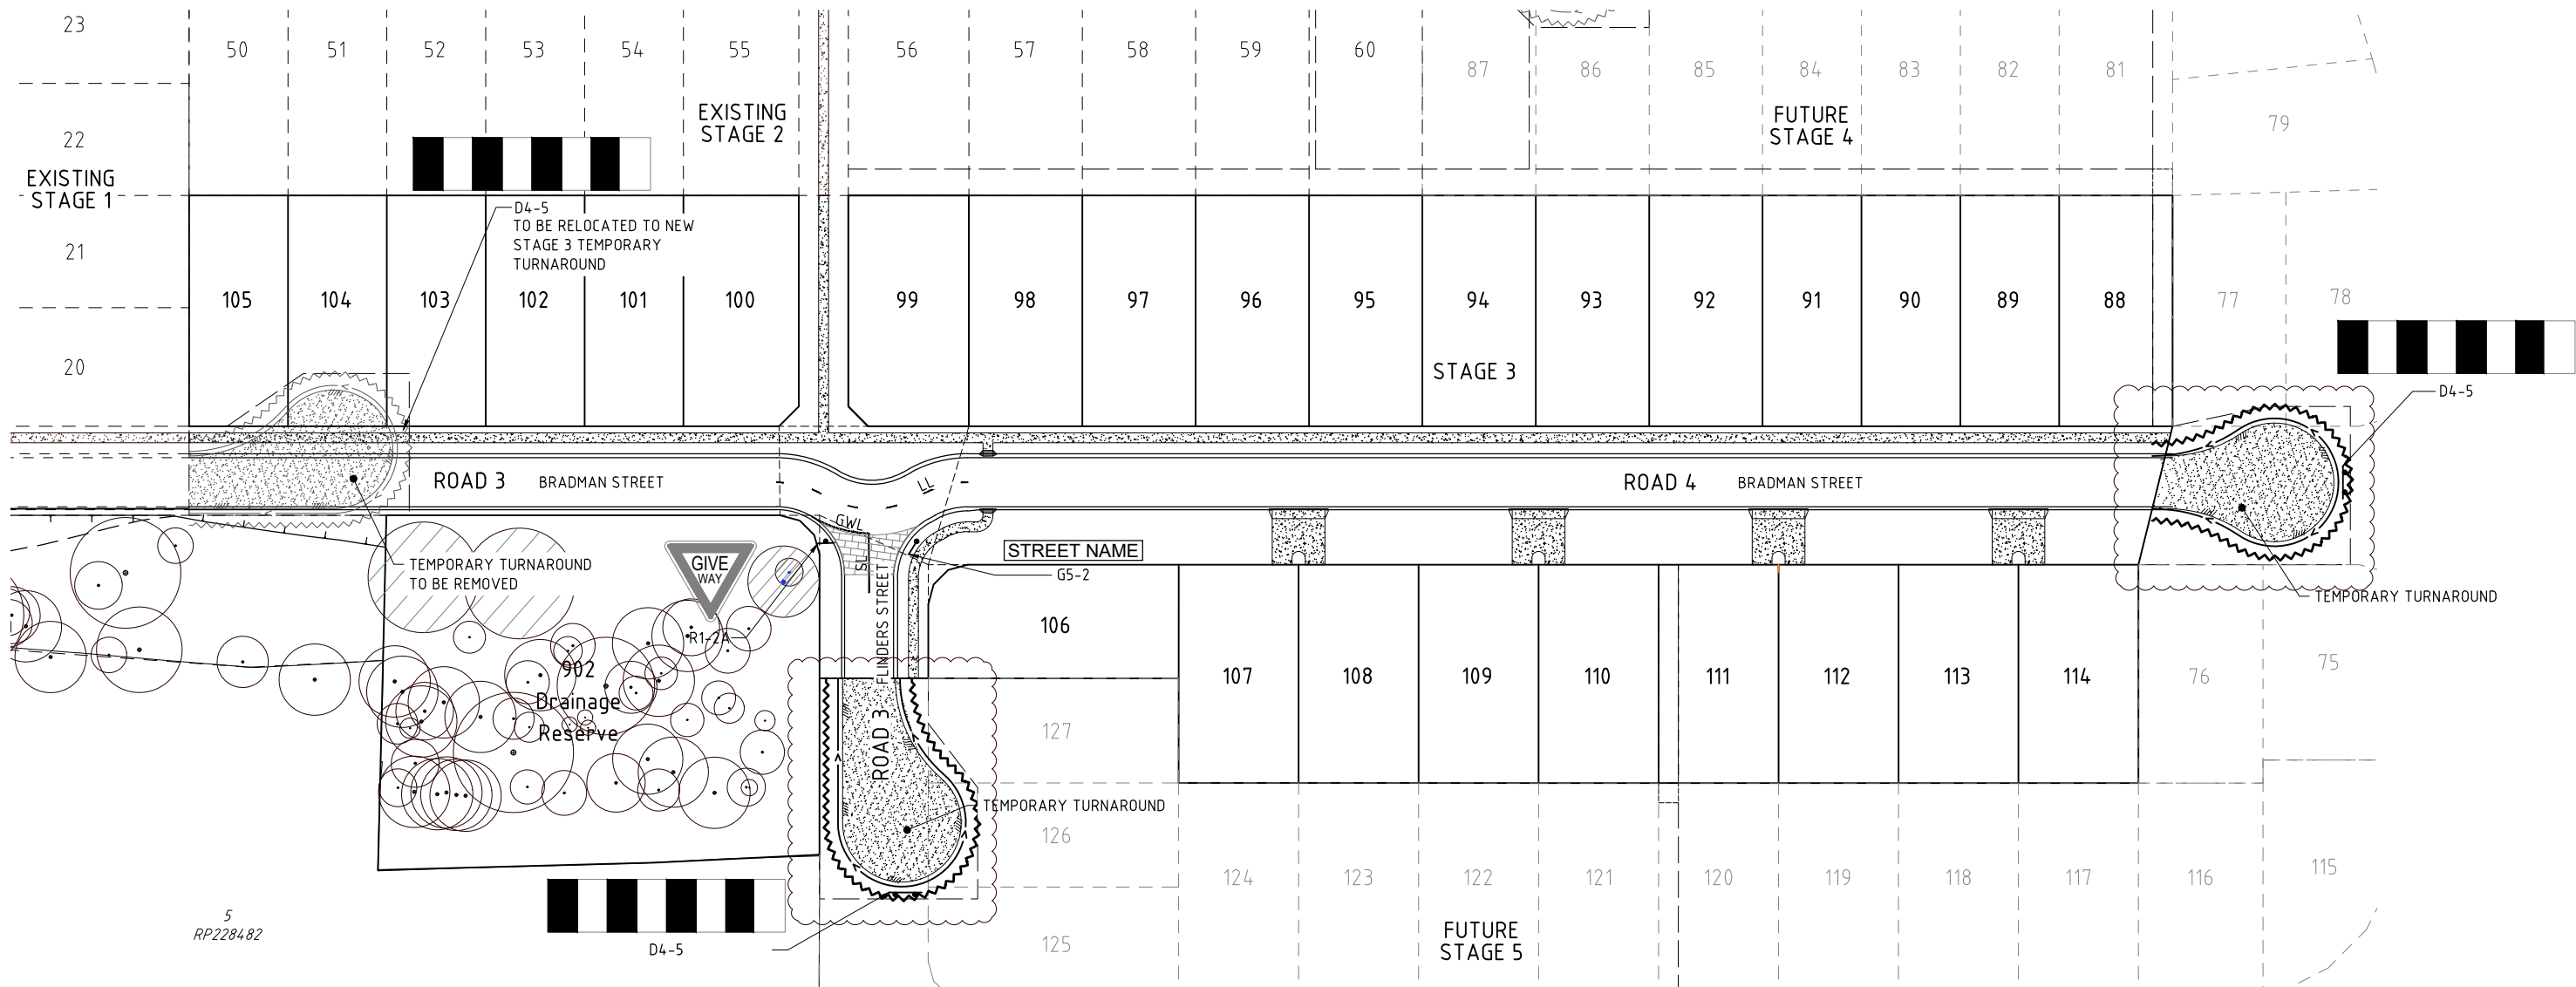 23
50
51
52
53
54
55
56
57
58
59
60
87
86
85
84
83
82
81
79
EXISTING
STAGE 2
FUTURE
STAGE 4
22
EXISTING
STAGE 1
D4-5
TO BE RELOCATED TO NEW
STAGE 3 TEMPORARY
TURNAROUND
21
20
105
104
103
102
101
100
99
98
97
96
95
94
93
92
91
90
89
88
77
78
STAGE 3
D4-5
ROAD 3
BRADMAN STREET
LL
ROAD 4
BRADMAN STREET
GWL
SL
STREET NAME
G5-2
GIVE
WAY
TEMPORARY TURNAROUND
TO BE REMOVED
R1-2A
FLINDERS STREET
ROAD 3
TEMPORARY TURNAROUND
106
107
108
109
110
111
112
113
114
76
75
902
Drainage
Reserve
127
TEMPORARY TURNAROUND
126
125
124
123
122
121
120
119
118
117
116
115
D4-5
FUTURE
STAGE 5
5
RP228482